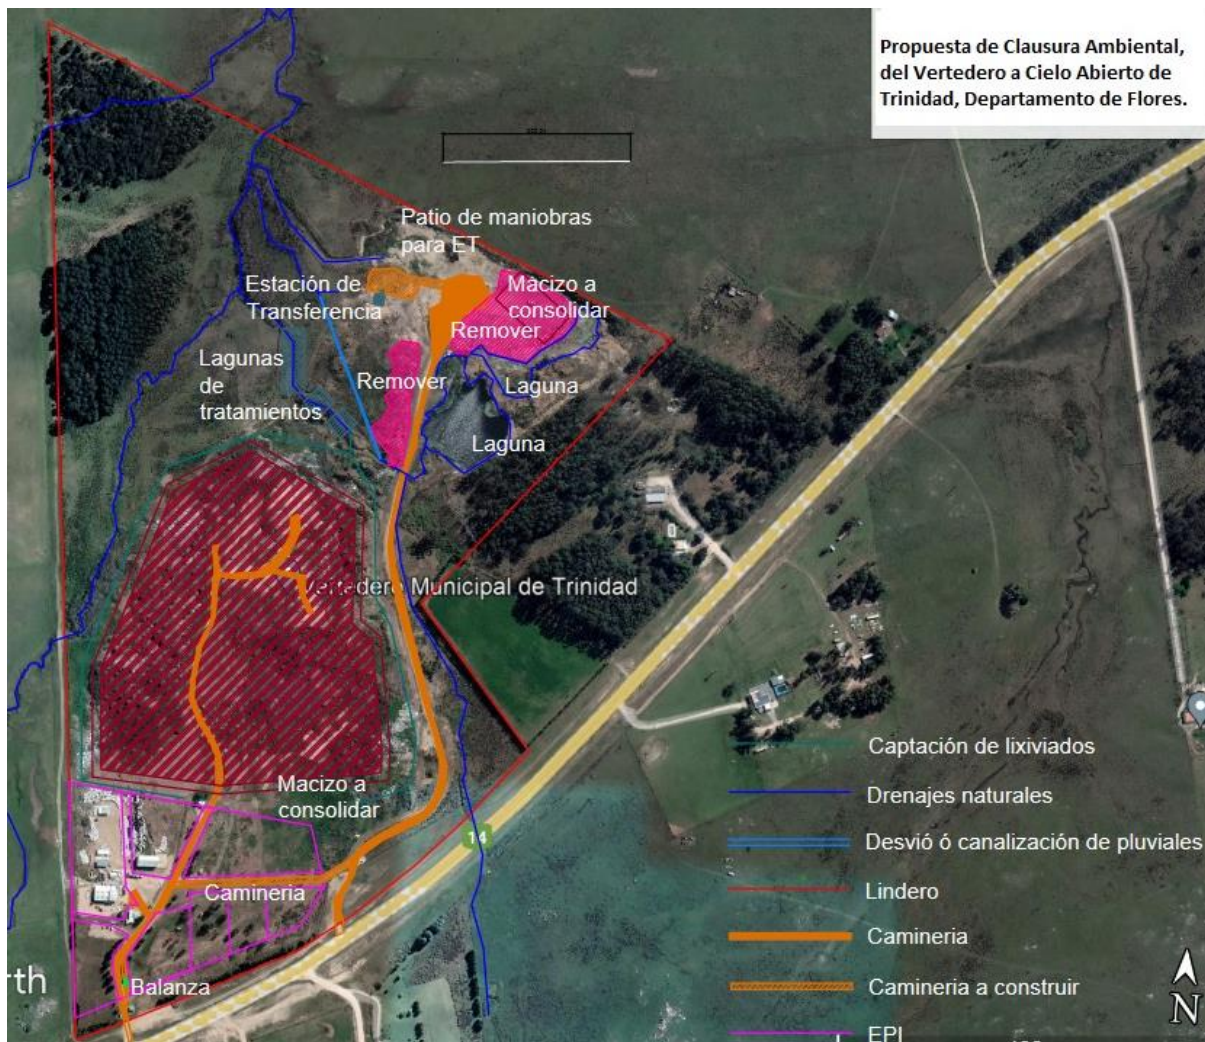 Propuesta de Clausura Ambiental,
del Vertedero a Cielo Abierto de
Trinidad, Departamento de Flores.
Patio de maniobras
para ET
Estación de
Transferencia
Macizo a
consolidar
Remover
Lagunas
de
tratamientos
Remover
Laguna
Laguna
Vertedero Municipal de Trinidad
Macizo a
consolidar
14
Camineria
Balanza
rth
Captación de lixiviados
Drenajes naturales
Desvió ó canalización de pluviales
Lindero
Camineria
Camineria a construir
EPI
N